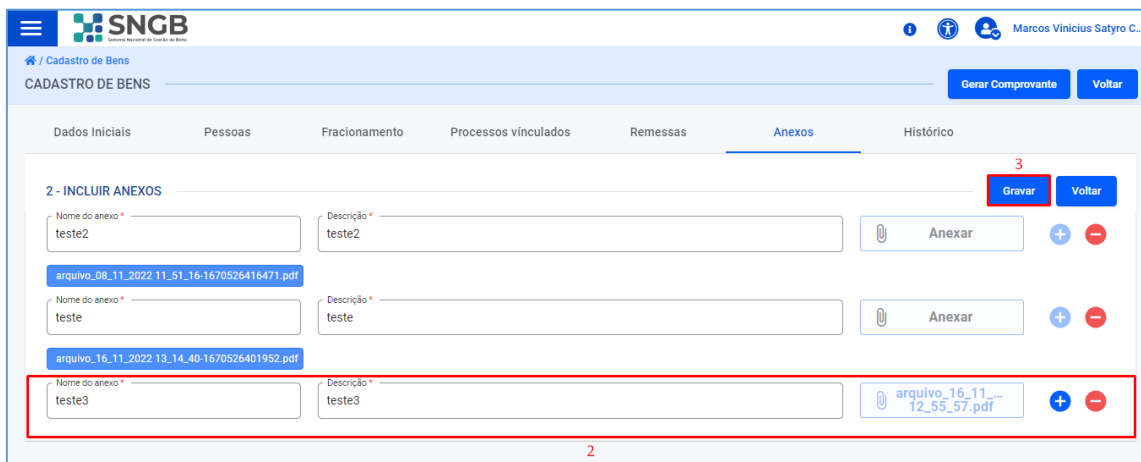 SNGB
Sistema Nacional de Gestão de Bens
Marcos Vinicius Satyro C...
/ Cadastro de Bens
CADASTRO DE BENS
Gerar Comprovante
Voltar
Dados Iniciais
Pessoas
Fracionamento
Processos vínculados
Remessas
Anexos
Histórico
3
2 - INCLUIR ANEXOS
Gravar
Voltar
Nome do anexo *
teste2
Descrição *
teste2
Anexar
arquivo_08_11_2022 11_51_16-1670526416471.pdf
Nome do anexo *
teste
Descrição *
teste
Anexar
arquivo_16_11_2022 13_14_40-1670526401952.pdf
Nome do anexo *
teste3
Descrição *
teste3
arquivo_16_11_...
12_55_57.pdf
2